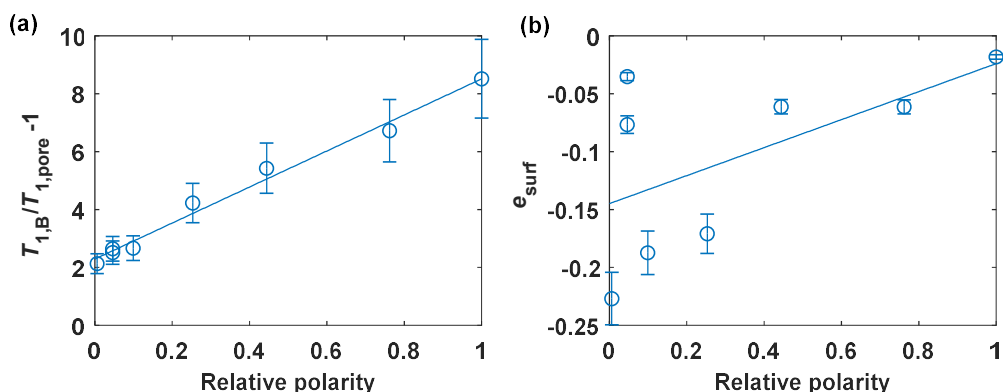 (a)
10
8
6
4
2
0
T1,B/T1,pore -1
0 0.2 0.4 0.6 0.8 1
Relative polarity
(b)
0
-0.05
-0.1
-0.15
-0.2
-0.25
esurf
0 0.2 0.4 0.6 0.8 1
Relative polarity